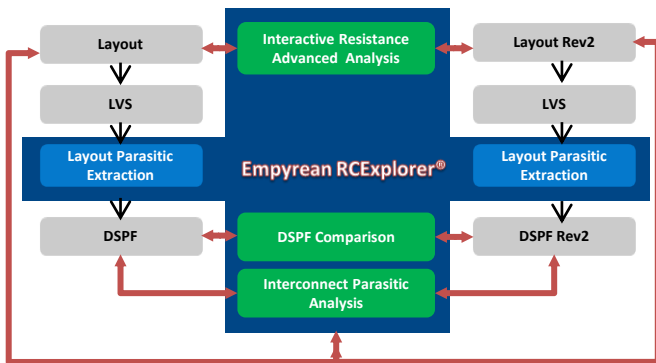 Layout
Interactive Resistance
Advanced Analysis
Layout Rev2
LVS
LVS
Layout Parasitic
Extraction
Empyrean RCExplorer®
Layout Parasitic
Extraction
DSPF
DSPF Comparison
DSPF Rev2
Interconnect Parasitic
Analysis